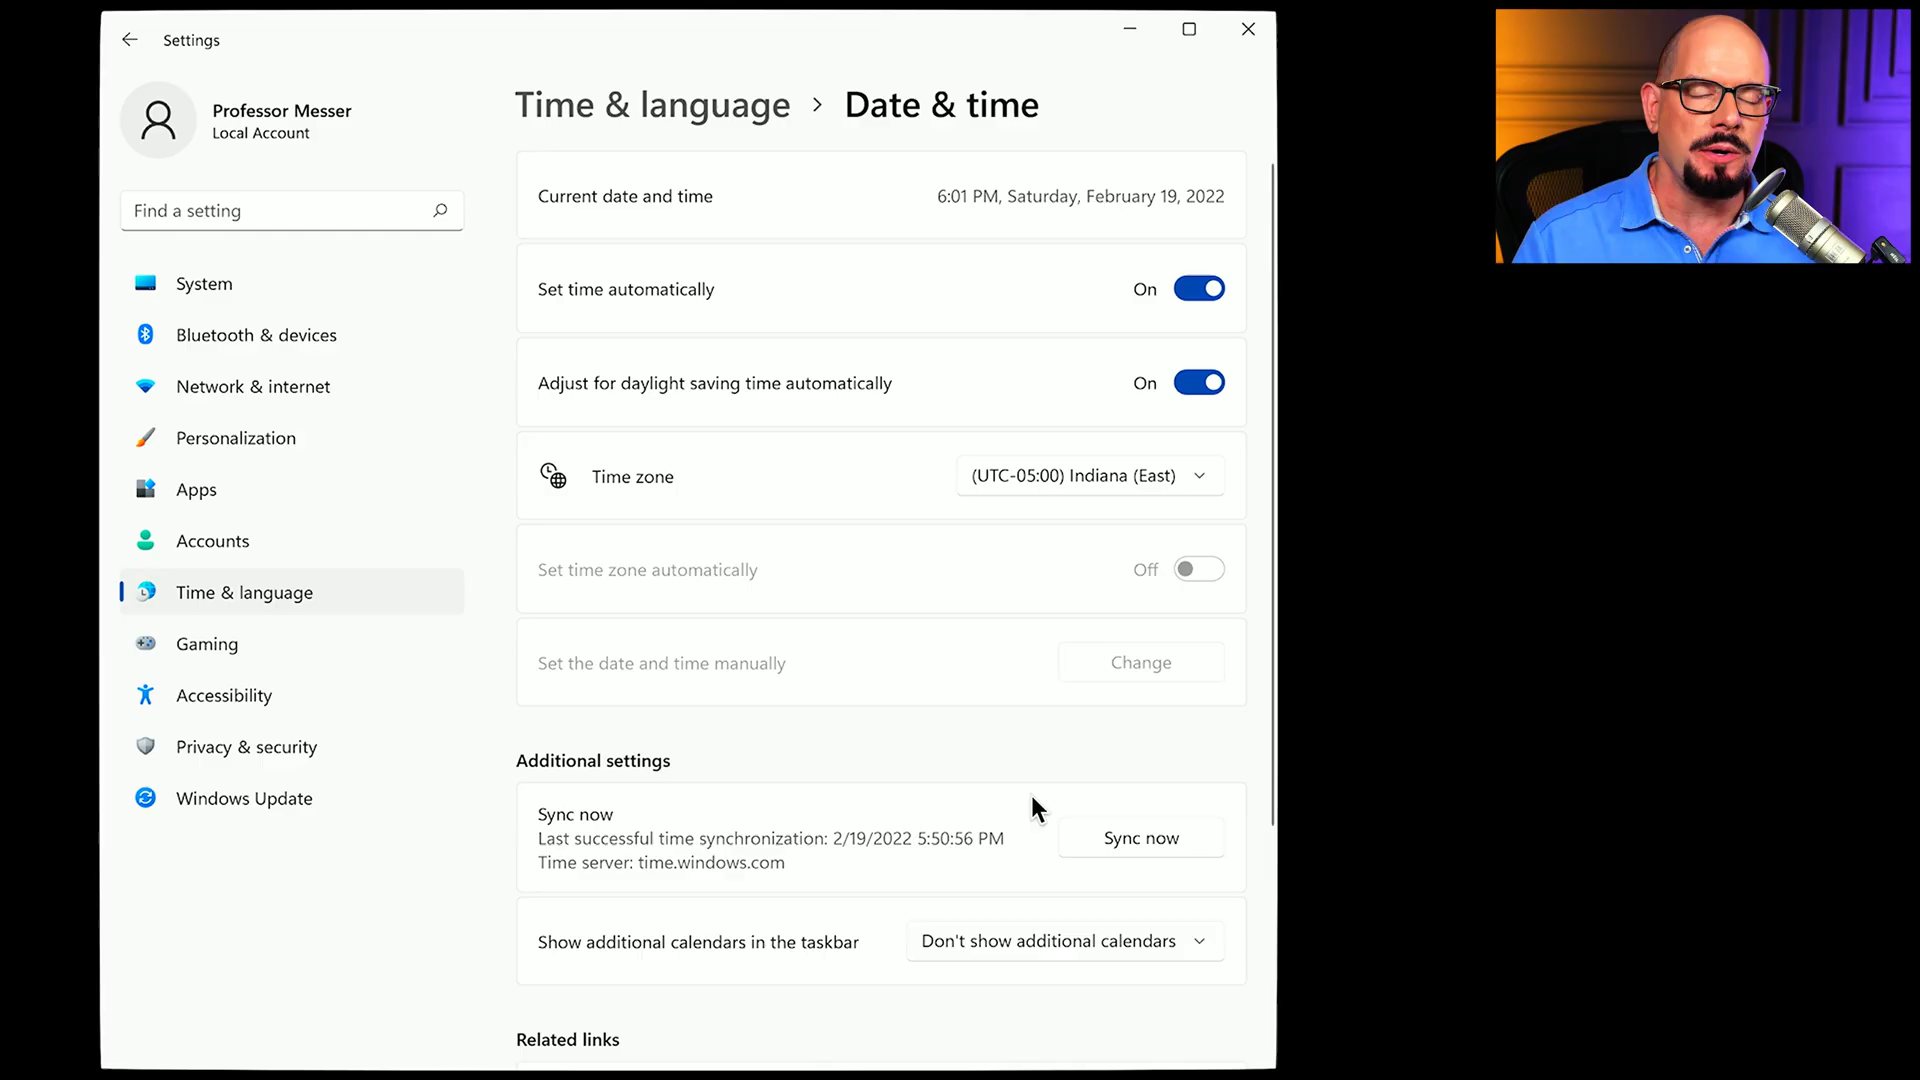 Settings
Professor Messer
Local Account
Find a setting
System
Bluetooth & devices
Network & internet
Personalization
Apps
Accounts
Time & language
Gaming
Accessibility
Privacy & security
Windows Update
Time & language > Date & time
Current date and time 6:01 PM, Saturday, February 19, 2022
Set time automatically On
Adjust for daylight saving time automatically On
Time zone (UTC-05:00) Indiana (East)
Set time zone automatically Off
Set the date and time manually Change
Additional settings
Sync now
Last successful time synchronization: 2/19/2022 5:50:56 PM
Time server: time.windows.com
Sync now
Show additional calendars in the taskbar Don't show additional calendars
Related links